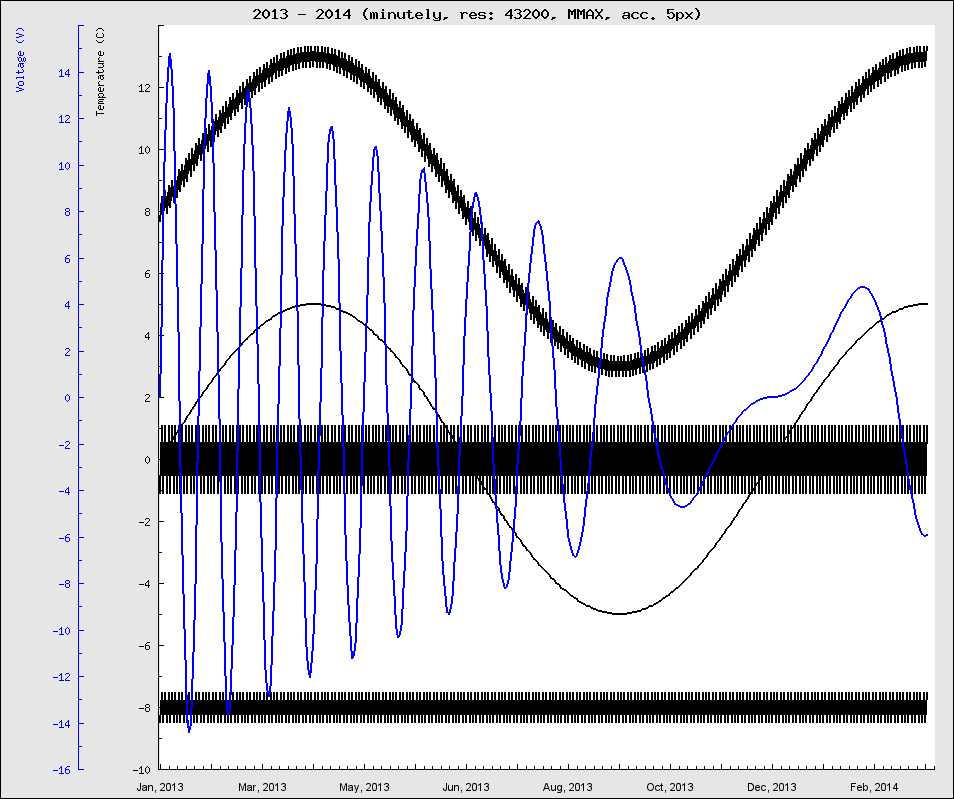 2013 - 2014 (minutely, res: 43200, MMAX, acc. 5px)
Voltage (V)
14
12
10
8
6
4
2
0
-2
-4
-6
-8
-10
-12
-14
-16
Temperature (C)
12
10
8
6
4
2
0
-2
-4
-6
-8
-10
Jan, 2013
Mar, 2013
May, 2013
Jun, 2013
Aug, 2013
Oct, 2013
Dec, 2013
Feb, 2014